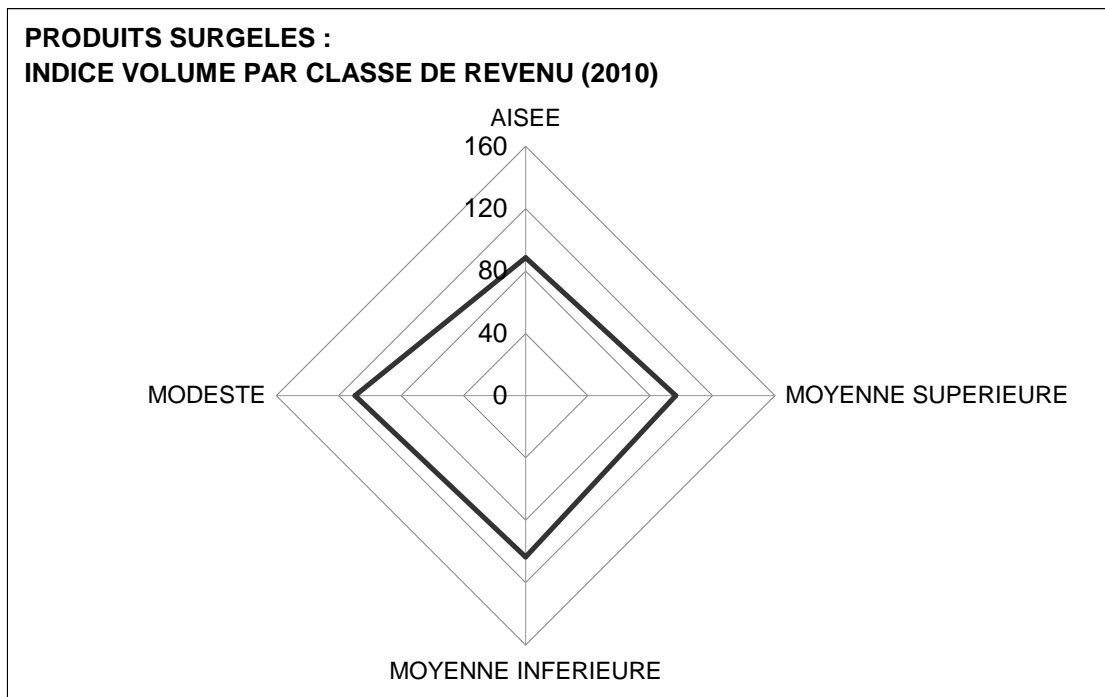 PRODUITS SURGELES :
INDICE VOLUME PAR CLASSE DE REVENU (2010)
AISEE
160
120
80
40
0
MODESTE
MOYENNE SUPERIEURE
MOYENNE INFERIEURE